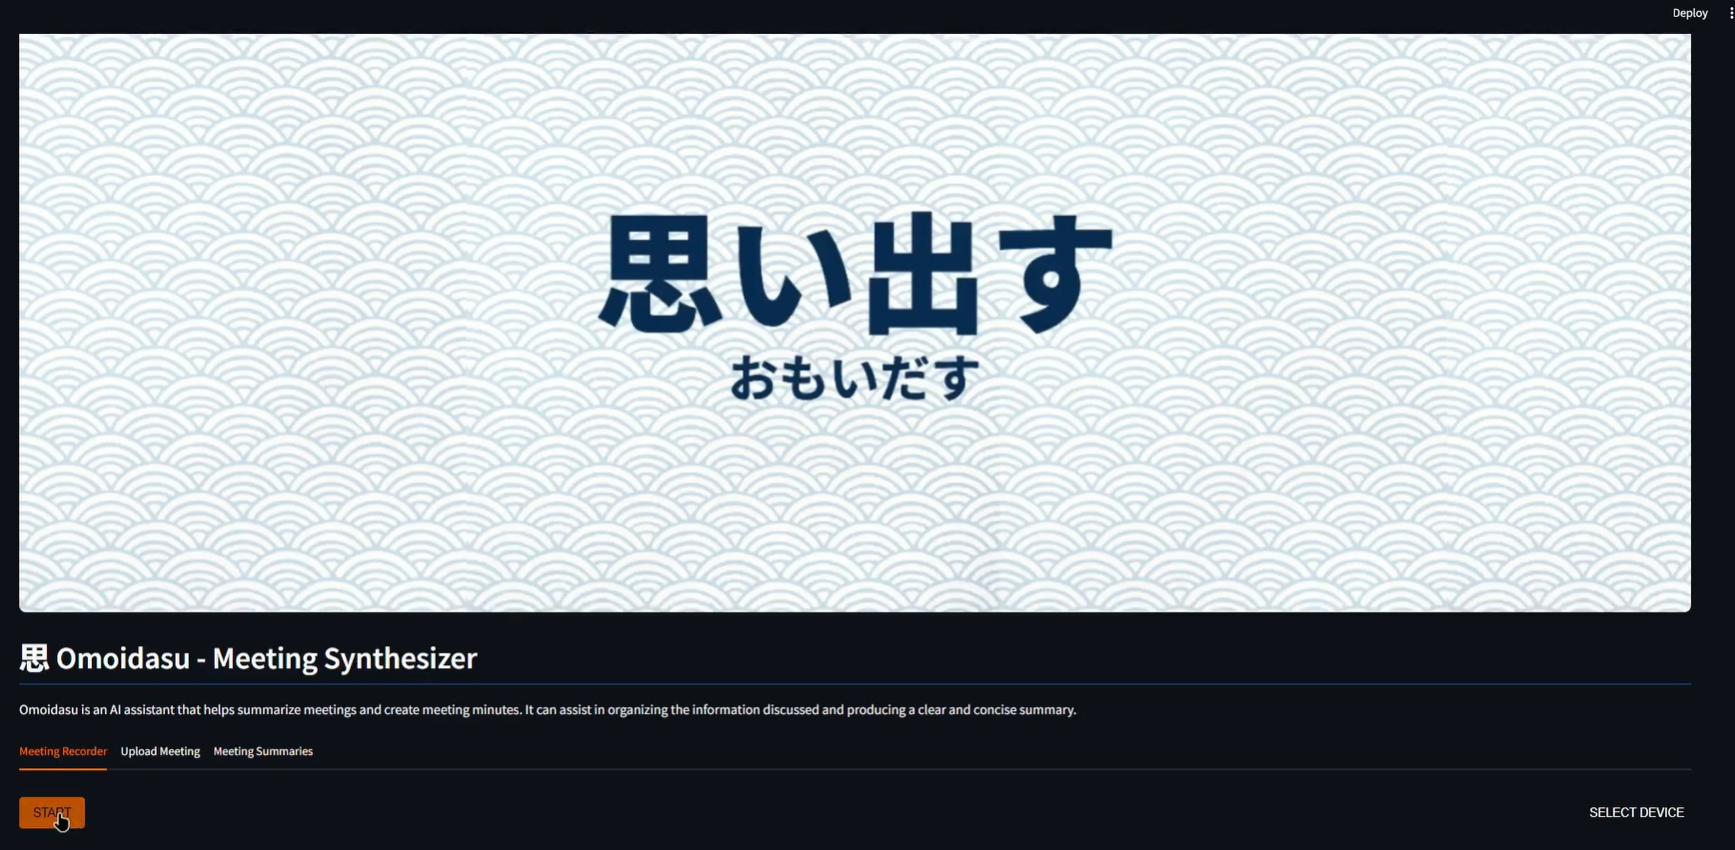 Deploy
思い出す
おもいだす
思 Omoidasu - Meeting Synthesizer
Omoidasu is an AI assistant that helps summarize meetings and create meeting minutes. It can assist in organizing the information discussed and producing a clear and concise summary.
Meeting Recorder Upload Meeting Meeting Summaries
START SELECT DEVICE